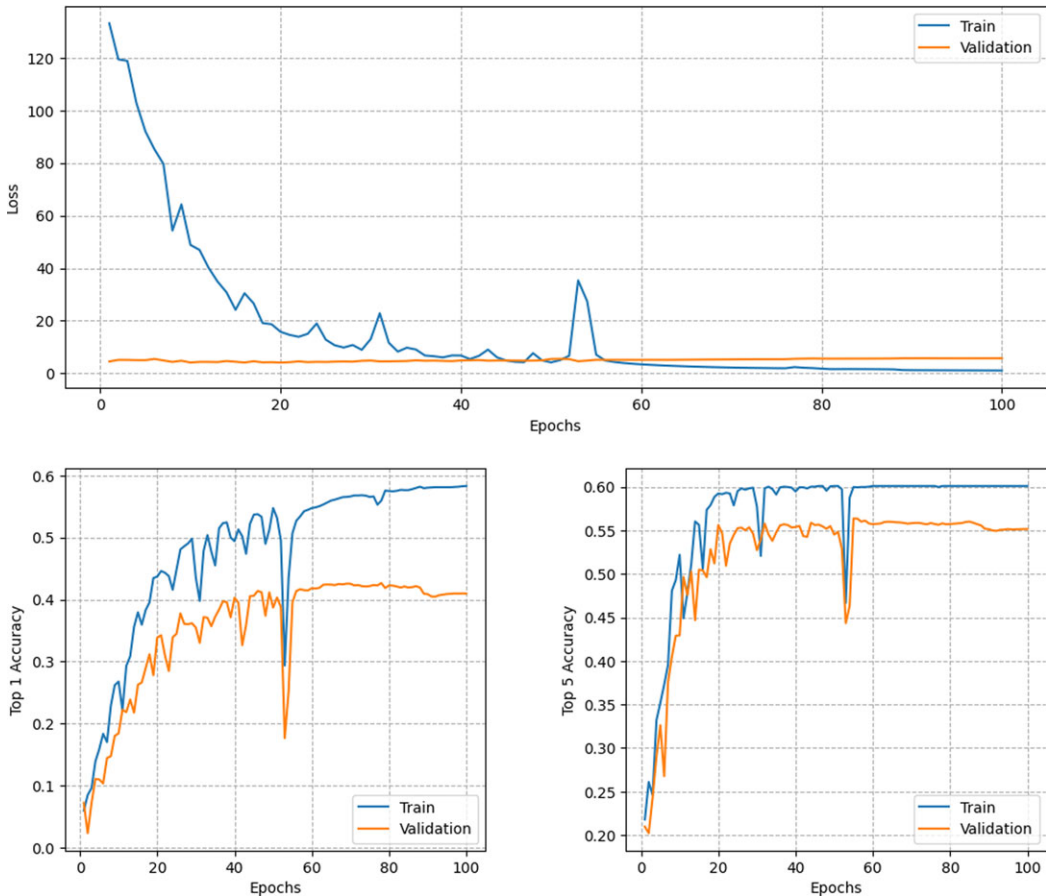 120
100
80
60
40
20
0
Loss
Train
Validation
0 20 40 60 80 100
Epochs
0.6
0.5
0.4
0.3
0.2
0.1
0.0
Top 1 Accuracy
Train
Validation
0 20 40 60 80 100
Epochs
0.60
0.55
0.50
0.45
0.40
0.35
0.30
0.25
0.20
Top 5 Accuracy
Train
Validation
0 20 40 60 80 100
Epochs